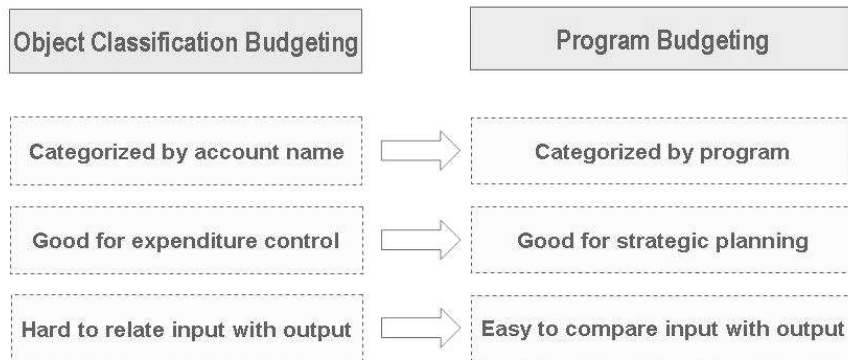 Object Classification Budgeting
Program Budgeting
Categorized by account name
Categorized by program
Good for expenditure control
Good for strategic planning
Hard to relate input with output
Easy to compare input with output